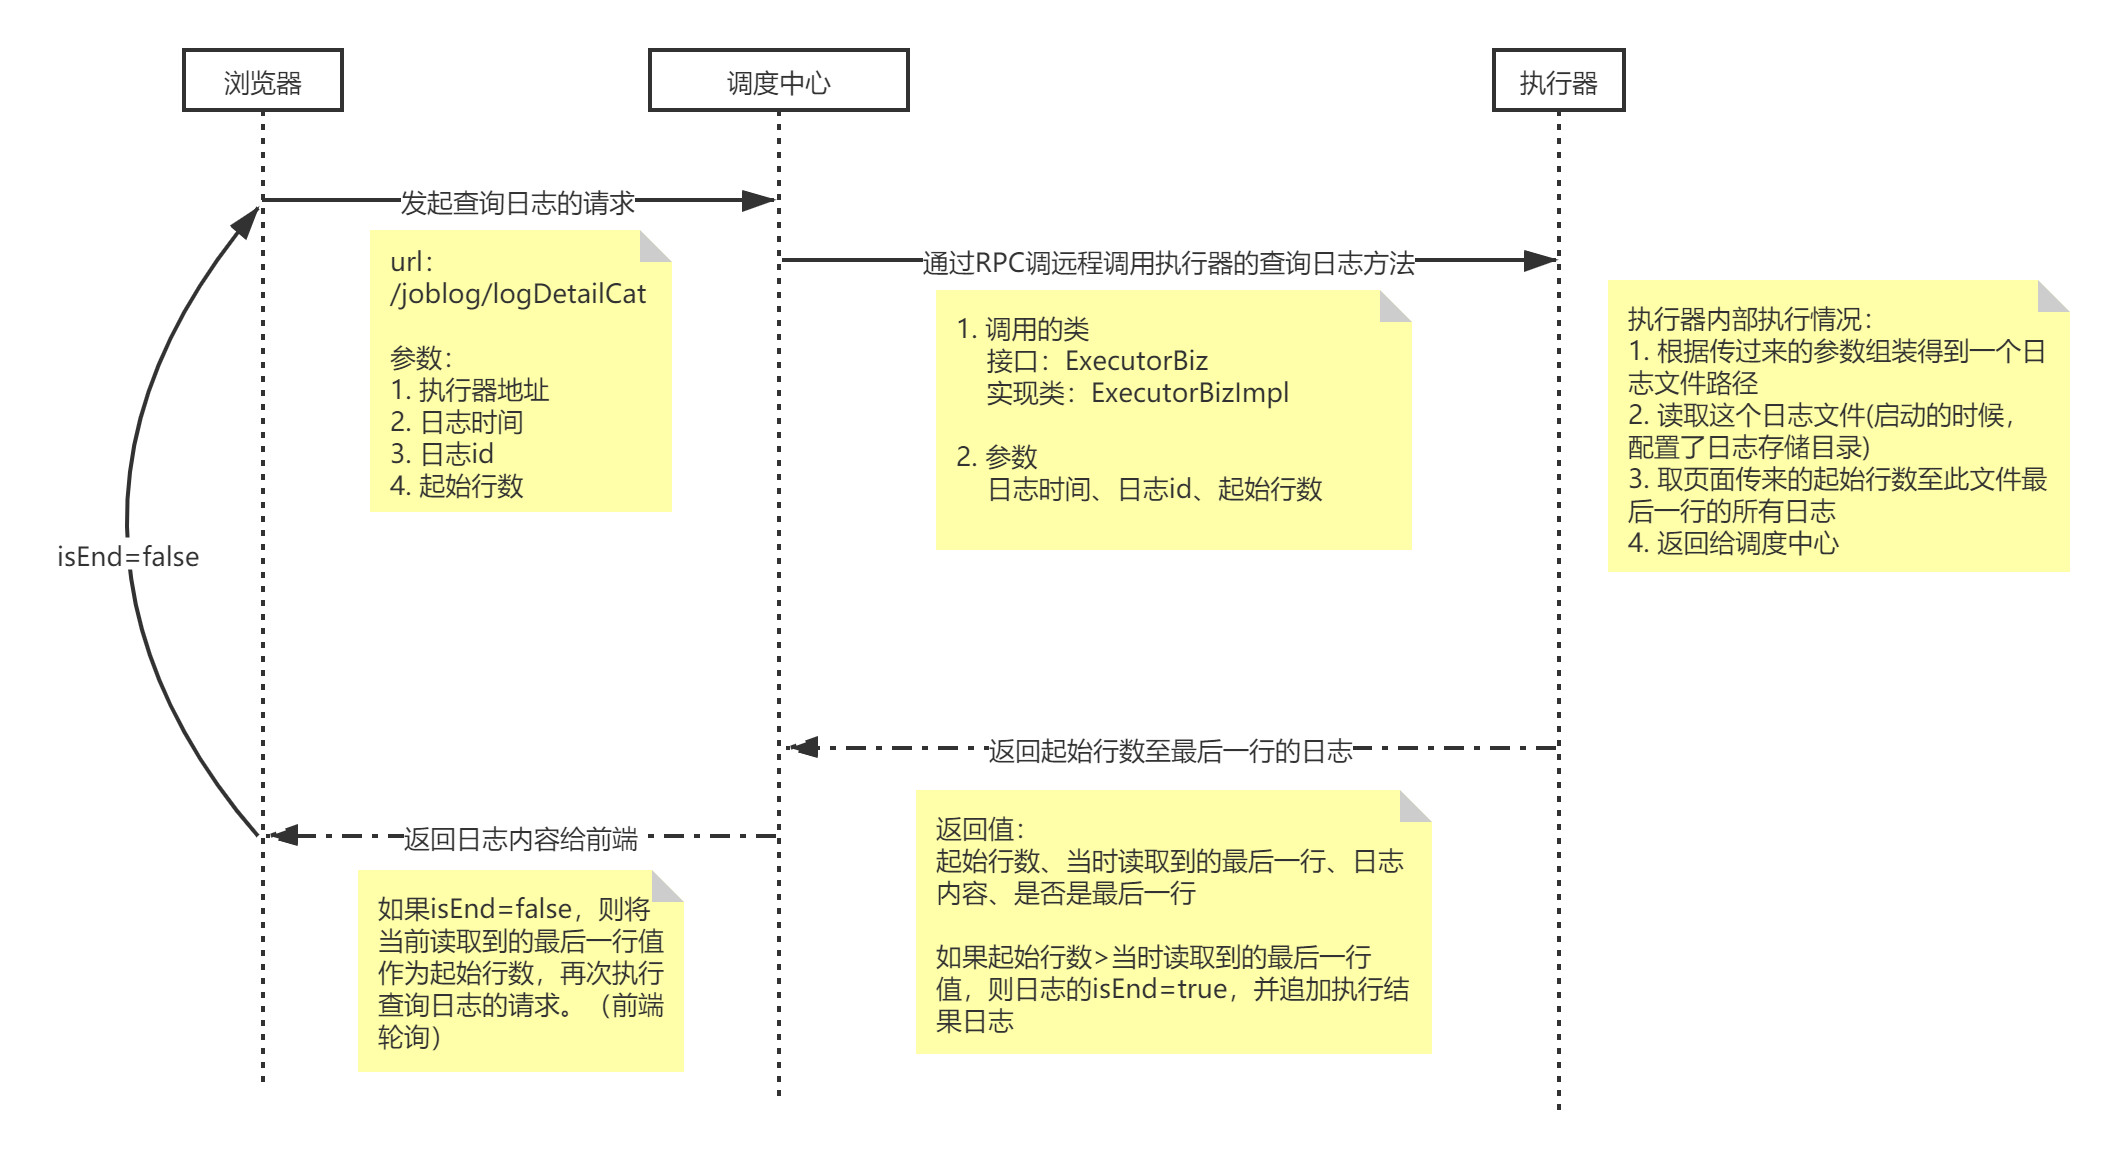 浏览器
调度中心
执行器
发起查询日志的请求
url：
/joblog/logDetailCat
参数：
1. 执行器地址
2. 日志时间
3. 日志id
4. 起始行数
通过RPC调远程调用执行器的查询日志方法
1. 调用的类
接口：ExecutorBiz
实现类：ExecutorBizImpl
2. 参数
日志时间、日志id、起始行数
执行器内部执行情况：
1. 根据传过来的参数组装得到一个日
志文件路径
2. 读取这个日志文件(启动的时候，
配置了日志存储目录)
3. 取页面传来的起始行数至此文件最
后一行的所有日志
4. 返回给调度中心
isEnd=false
返回起始行数至最后一行的日志
返回值：
起始行数、当时读取到的最后一行、日志
内容、是否是最后一行
如果起始行数>当时读取到的最后一行
值，则日志的isEnd=true，并追加执行结
果日志
返回日志内容给前端
如果isEnd=false，则将
当前读取到的最后一行值
作为起始行数，再次执行
查询日志的请求。（前端
轮询）